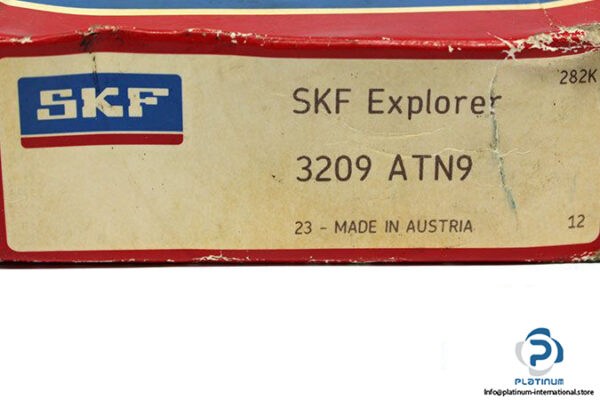 SKF
SKF Explorer
282K
3209 ATN9
23 - MADE IN AUSTRIA
12
P
PLATINUM
Info@platinum-international.store